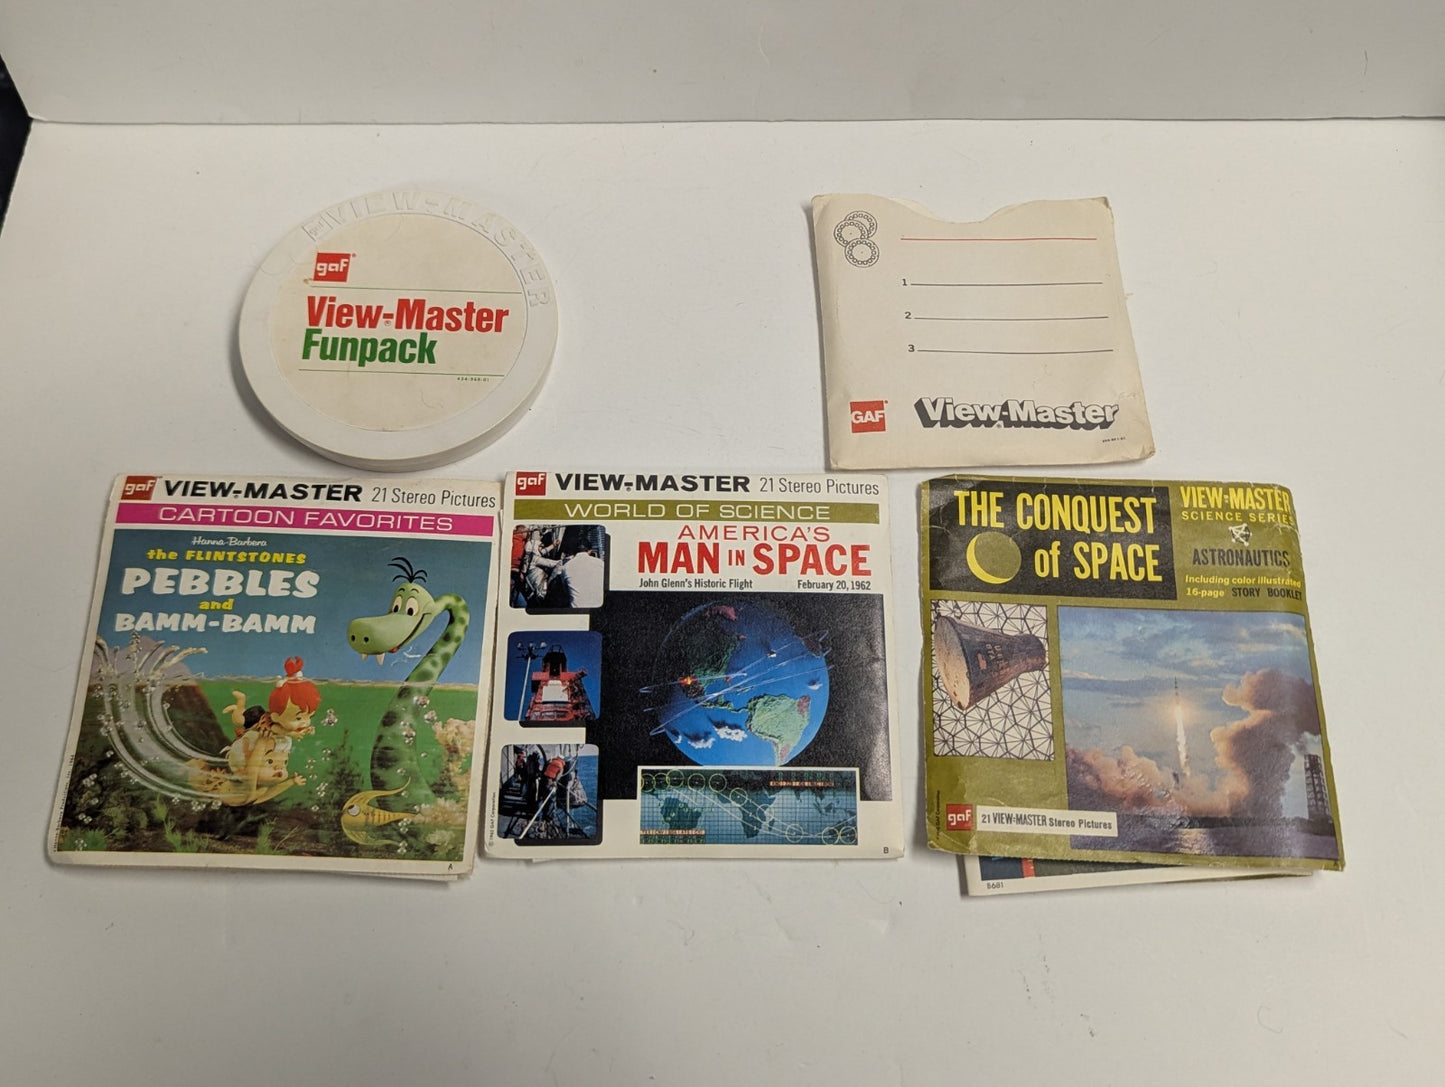 VIEW-MASTER
gaf
View-Master
Funpack
1
2
3
GAF
View-Master
gaf VIEW-MASTER 21 Stereo Pictures
CARTOON FAVORITES
Hanna-Barbera
the FLINTSTONES
PEBBLES
and
BAMM-BAMM
A
gaf VIEW-MASTER 21 Stereo Pictures
WORLD OF SCIENCE
AMERICA'S
MAN IN SPACE
John Glenn's Historic Flight February 20, 1962
B
THE CONQUEST
of SPACE
VIEW-MASTER
SCIENCE SERIES
ASTRONAUTICS
Including color illustrated
16-page STORY BOOKLET
gaf 21 VIEW-MASTER Stereo Pictures
B681